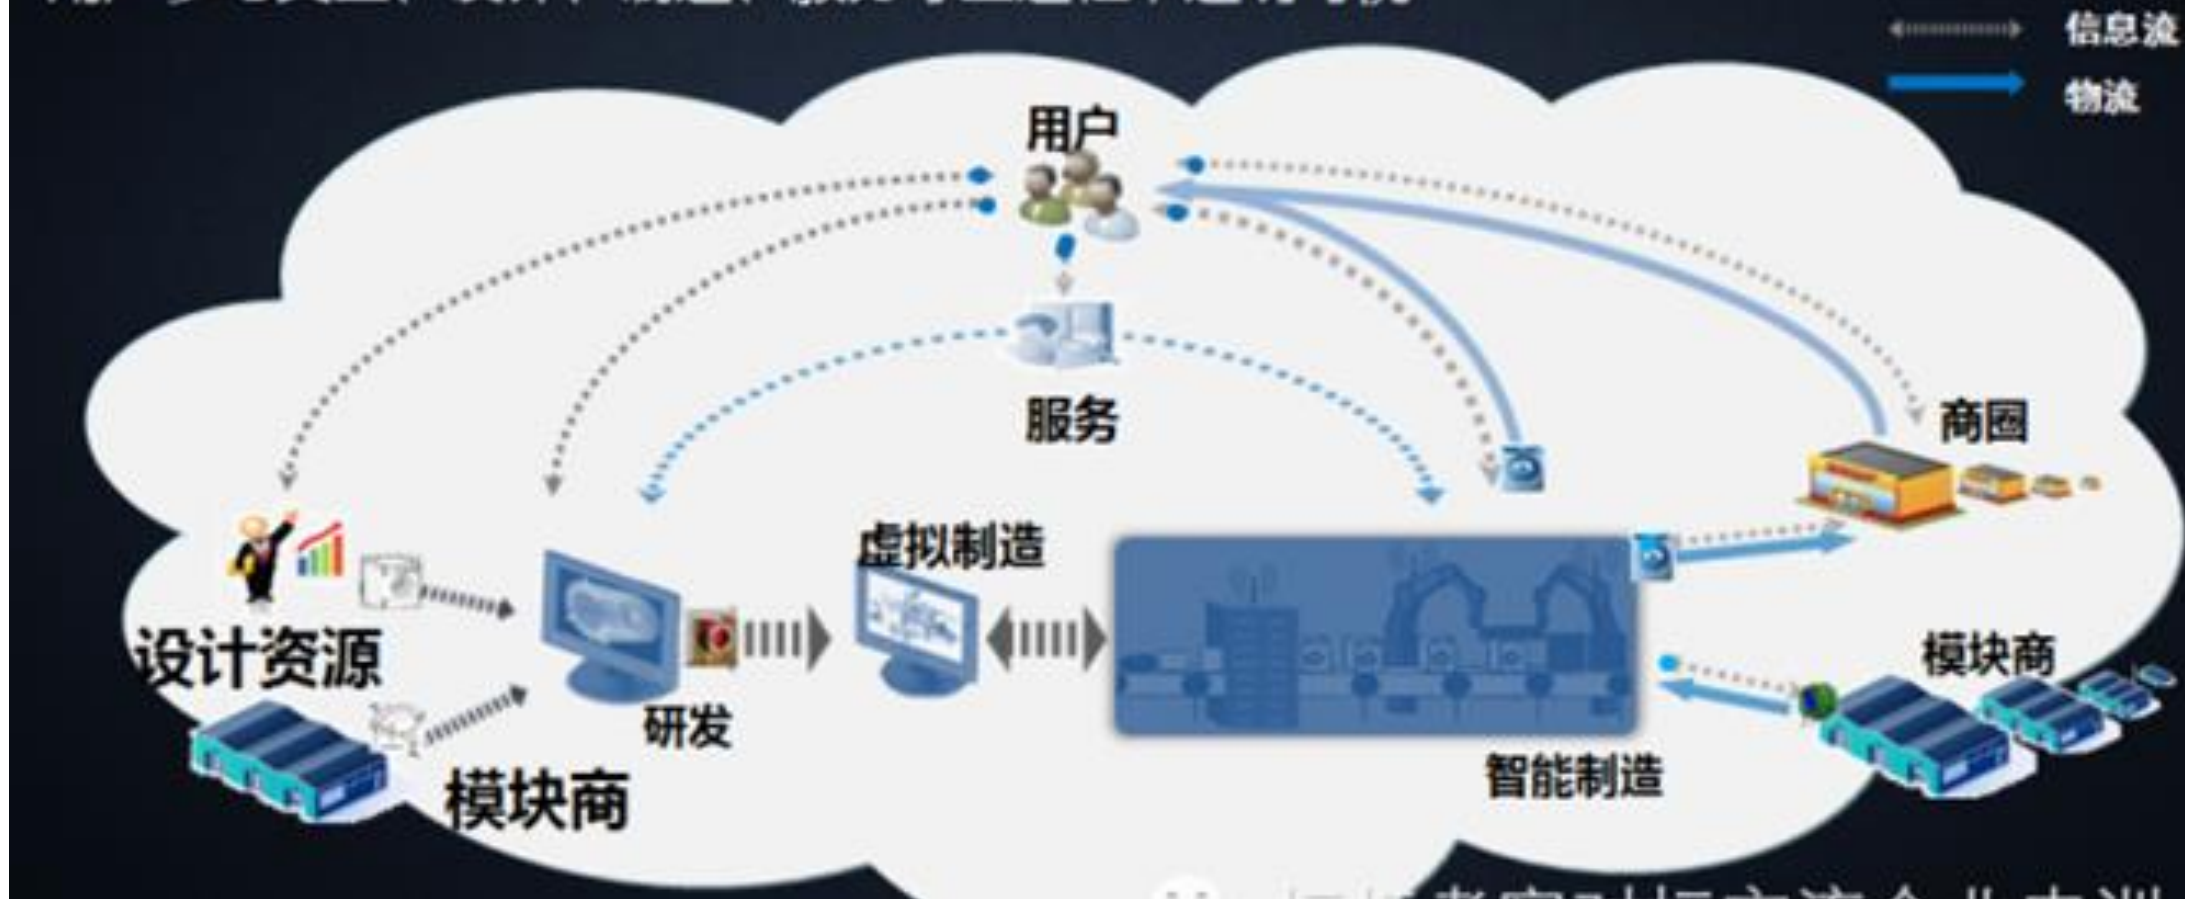 信息流
物流
用户
服务
商圈
虚拟制造
设计资源
研发
模块商
智能制造
模块商